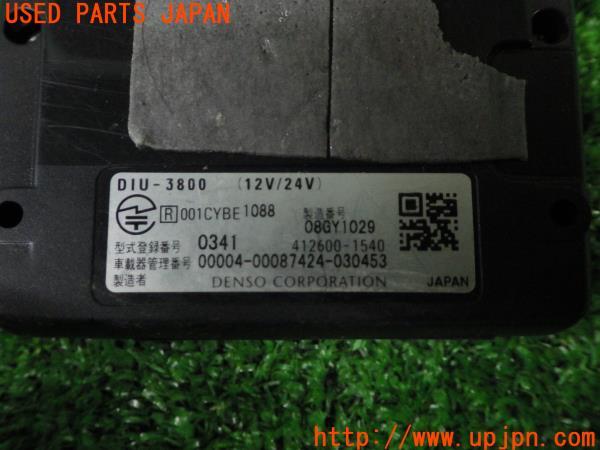 USED PARTS JAPAN
DIU-3800 (12V/24V)
R 001CYBE1088 製造番号 08GY1029
型式登録番号 0341 412600-1540
車載器管理番号 00004-00087424-030453
製造者 DENSO CORPORATION JAPAN
http://www.upjpn.com